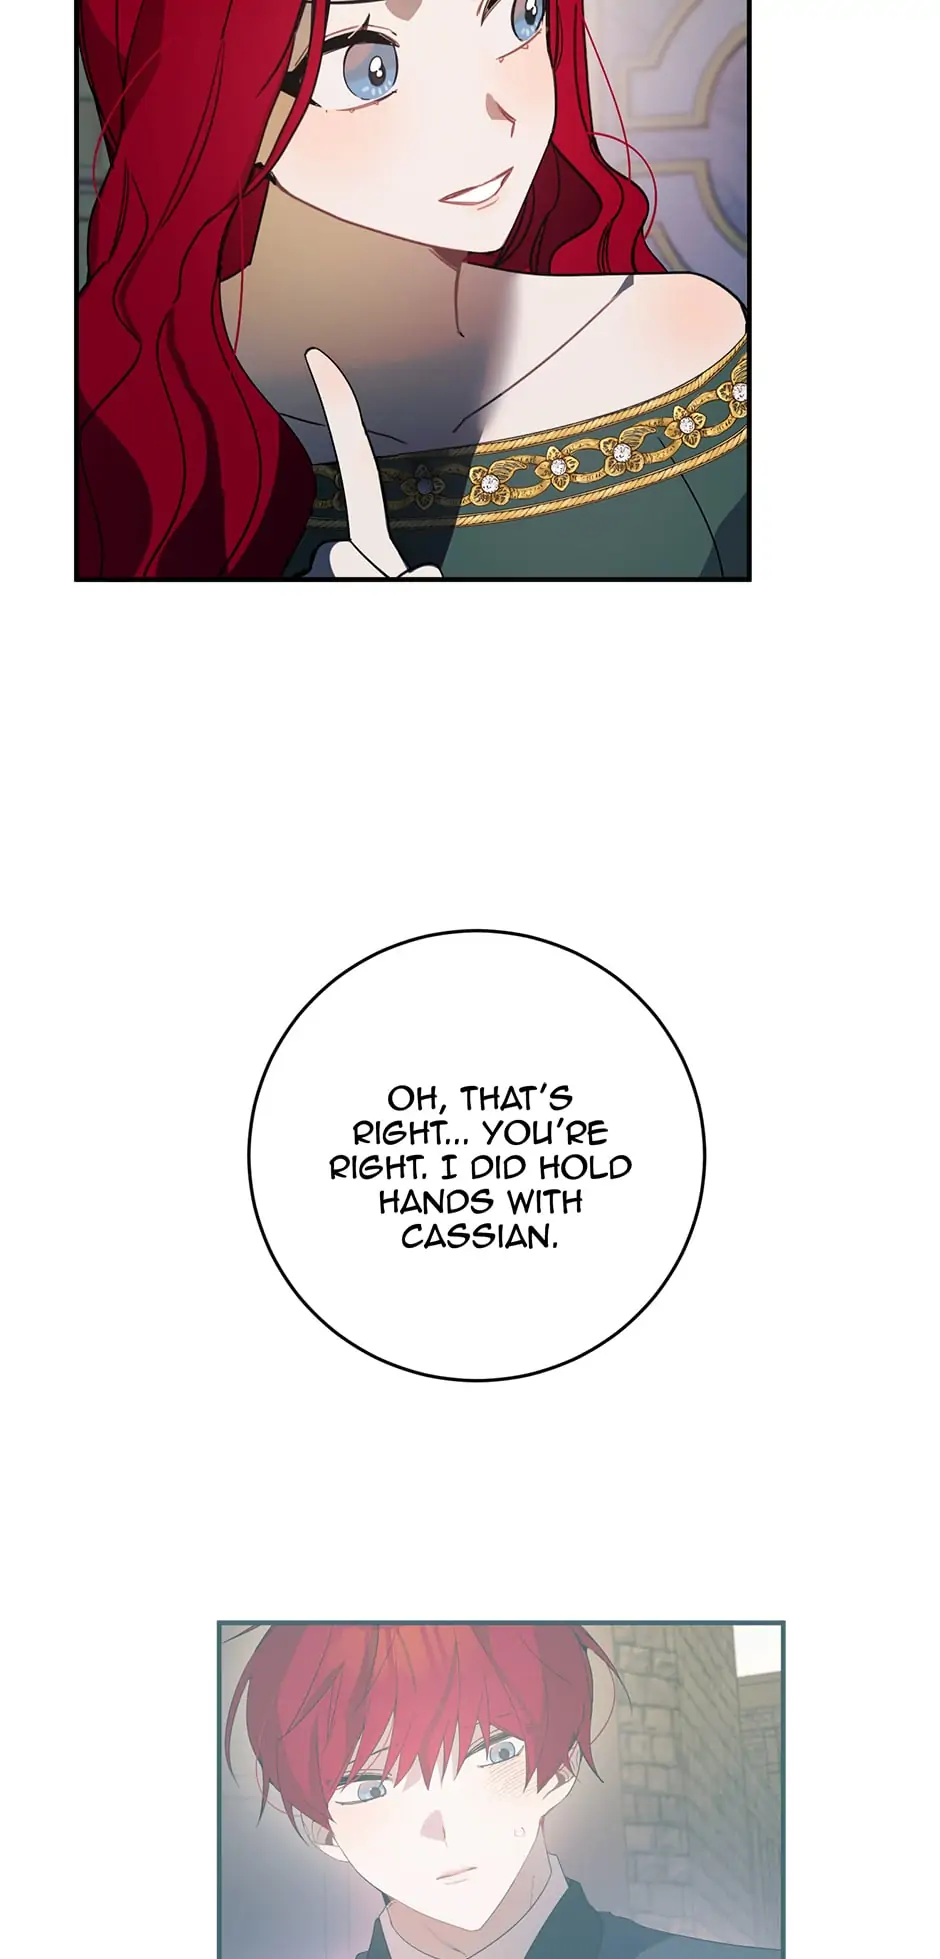 OH, THAT'S
RIGHT... YOU'RE
RIGHT. I DID HOLD
HANDS WITH
CASSIAN.